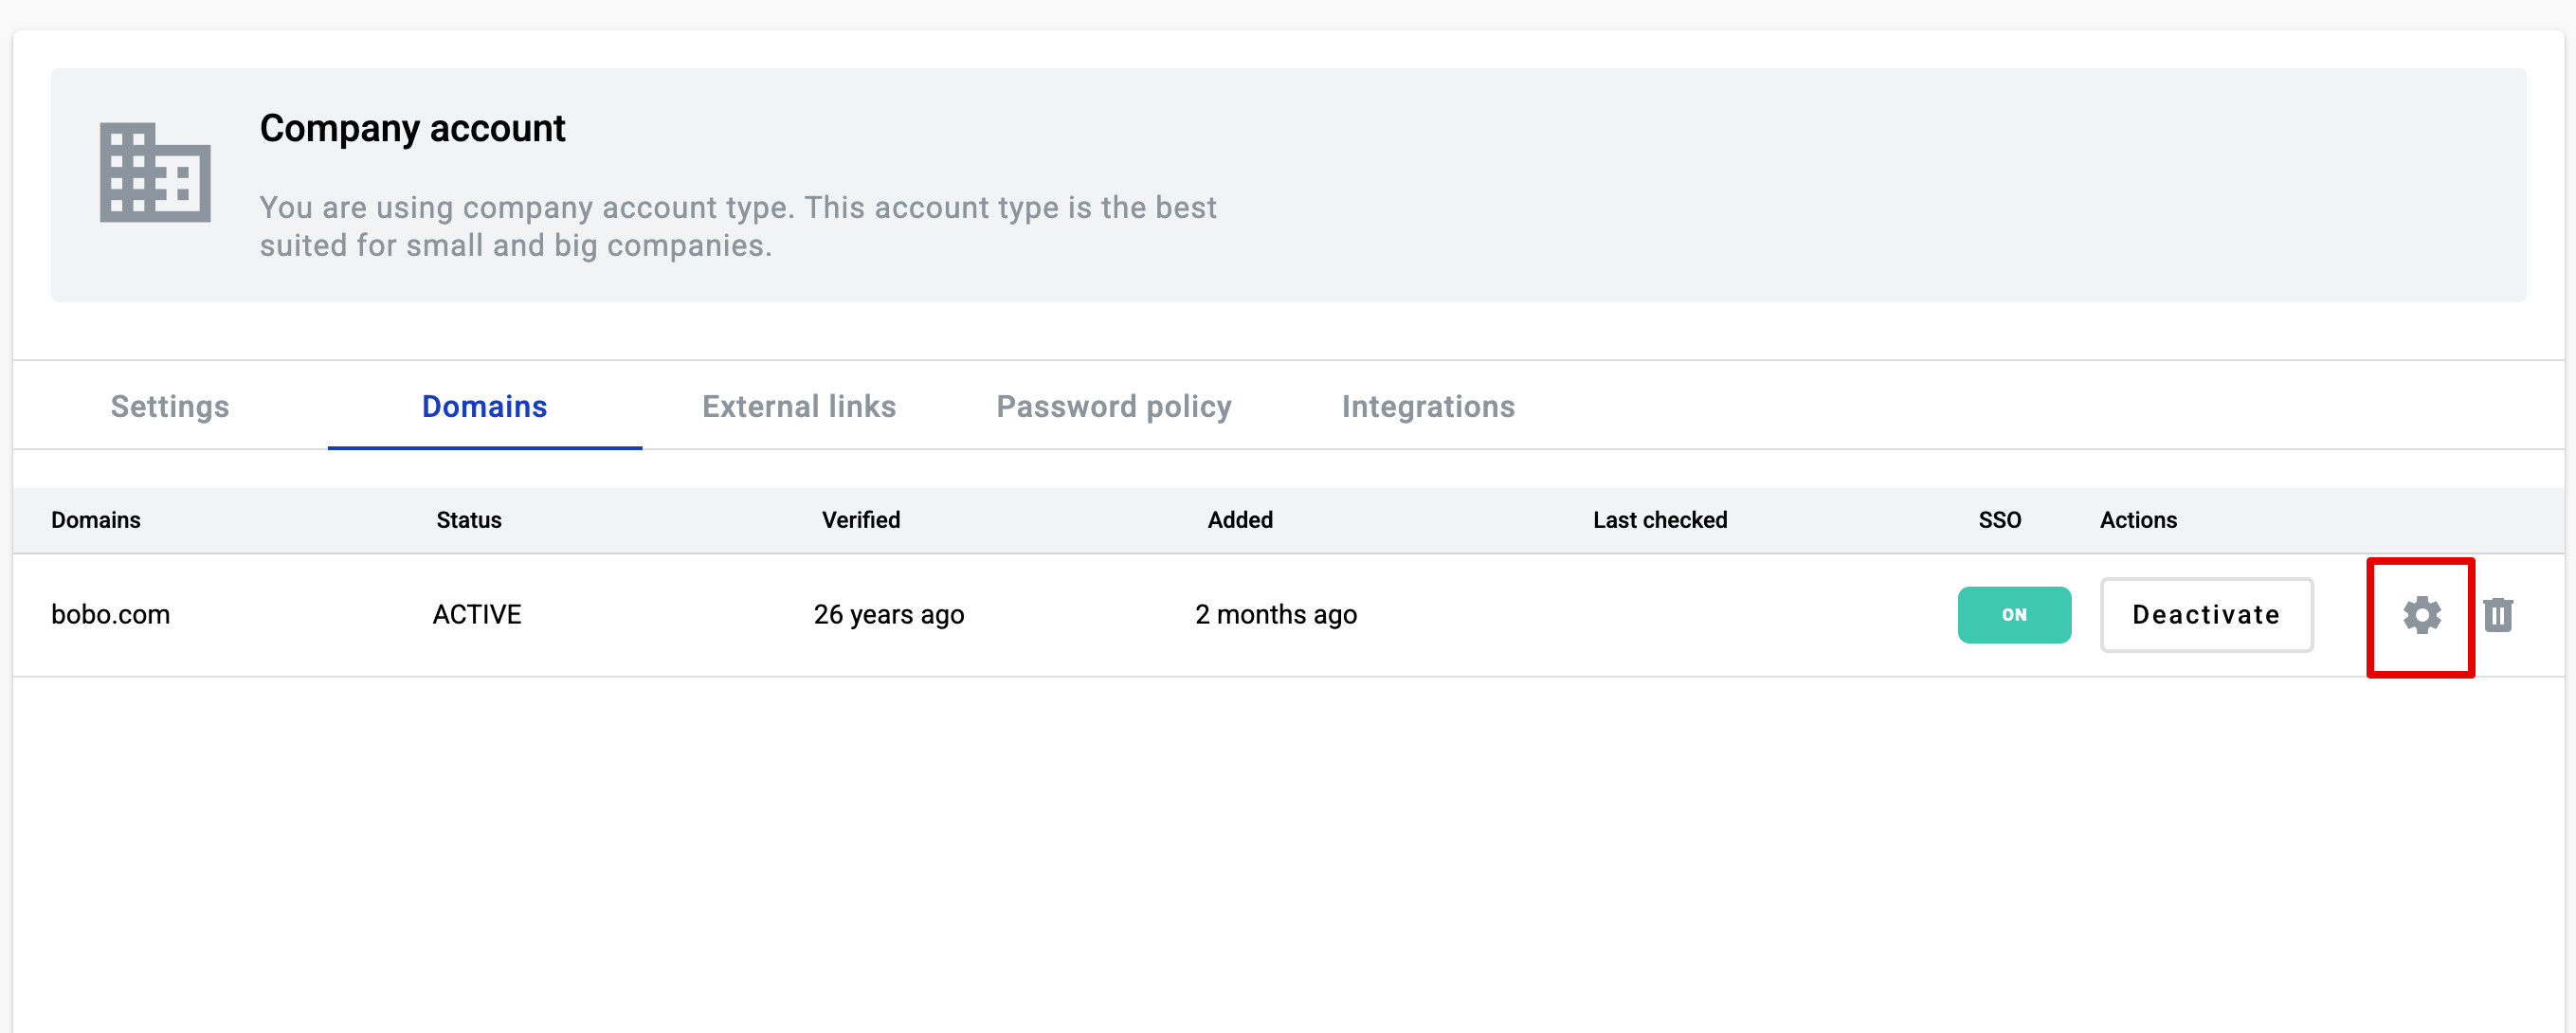 Company account
You are using company account type. This account type is the best
suited for small and big companies.
Settings Domains External links Password policy Integrations
Domains Status Verified Added Last checked SSO Actions
bobo.com ACTIVE 26 years ago 2 months ago ON Deactivate